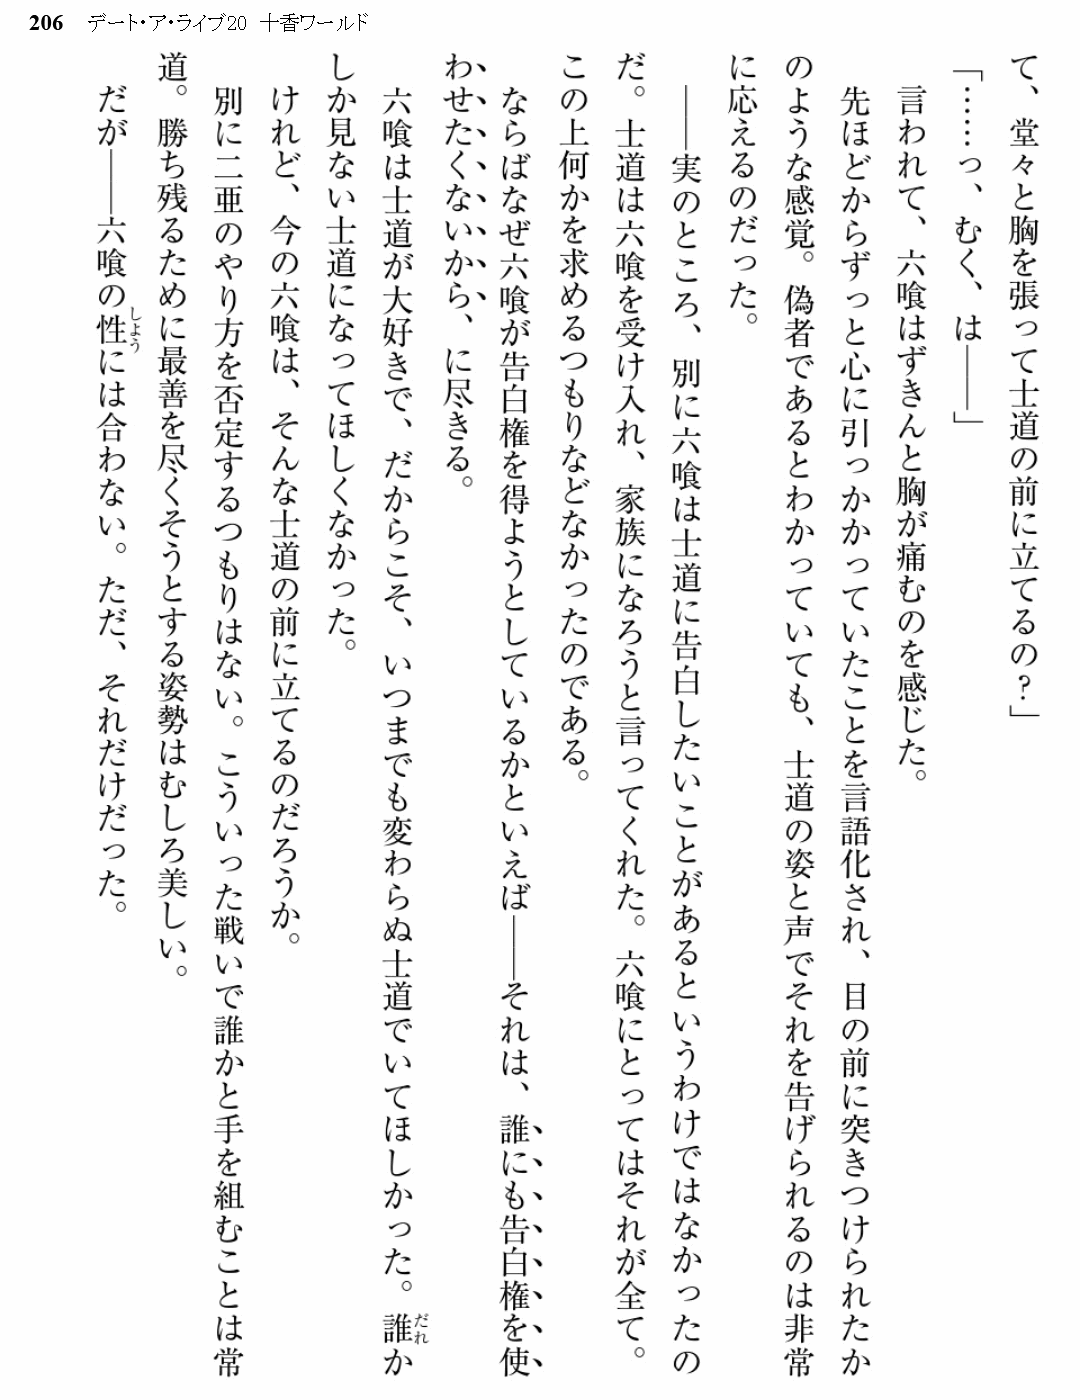 206 デート・ア・ライブ20 十香ワールド
て、堂々と胸を張って士道の前に立てるの?」
「……っ、むく、は――」
言われて、六喰はずきんと胸が痛むのを感じた。
先ほどからずっと心に引っかかっていたことを言語化され、目の前に突きつけられたか
のような感覚。偽者であるとわかっていても、士道の姿と声でそれを告げられるのは非常
に応えるのだった。
――実のところ、別に六喰は士道に告白したいことがあるというわけではなかったの
だ。士道は六喰を受け入れ、家族になろうと言ってくれた。六喰にとってはそれが全て。
この上何かを求めるつもりなどなかったのである。
ならばなぜ六喰が告白権を得ようとしているかといえば――それは、誰にも告白権を使
わせたくないから、に尽きる。
六喰は士道が大好きで、だからこそ、いつまでも変わらぬ士道でいてほしかった。誰か
しか見ない士道になってほしくなかった。
けれど、今の六喰は、そんな士道の前に立てるのだろうか。
別に二亜のやり方を否定するつもりはない。こういった戦いで誰かと手を組むことは常
道。勝ち残るために最善を尽くそうとする姿勢はむしろ美しい。
だが――六喰の性には合わない。ただ、それだけだった。